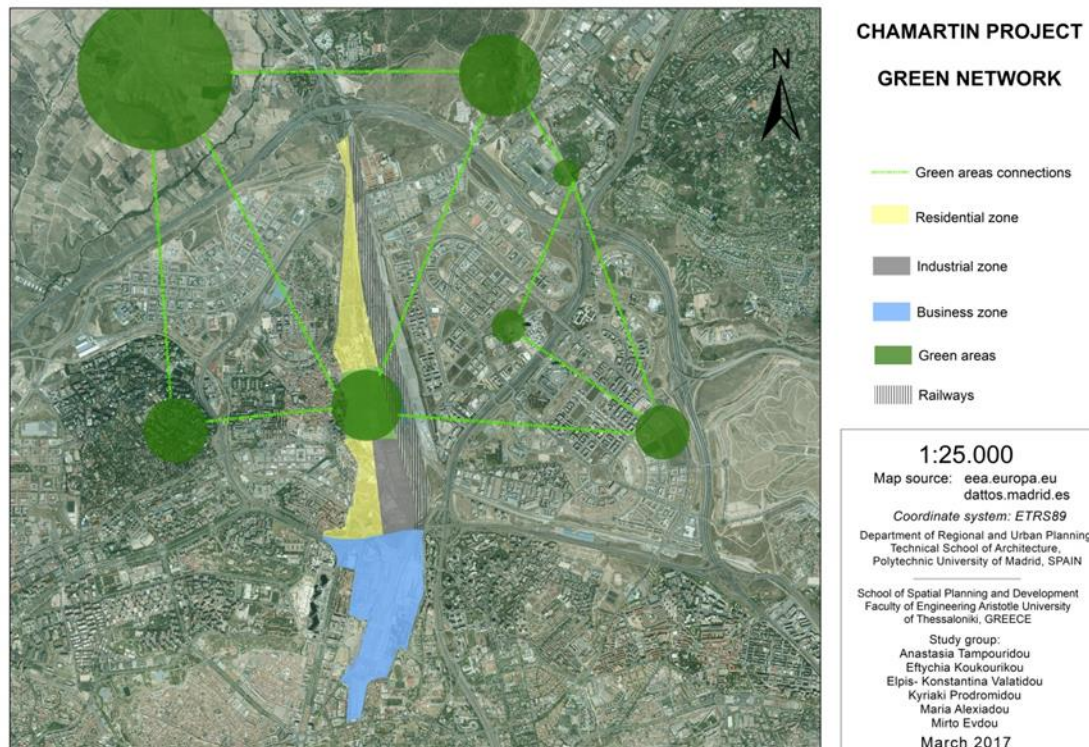 CHAMARTIN PROJECT
GREEN NETWORK
N
Green areas connections
Residential zone
Industrial zone
Business zone
Green areas
Railways
1:25.000
Map source: eea.europa.eu
dattos.madrid.es
Coordinate system: ETRS89
Department of Regional and Urban Planning
Technical School of Architecture,
Polytechnic University of Madrid, SPAIN
School of Spatial Planning and Development
Faculty of Engineering Aristotle University
of Thessaloniki, GREECE
Study group:
Anastasia Tampouridou
Eftychia Koukourikou
Elpis- Konstantina Valatidou
Kyriaki Prodromidou
Maria Alexiadou
Mirto Evdou
March 2017